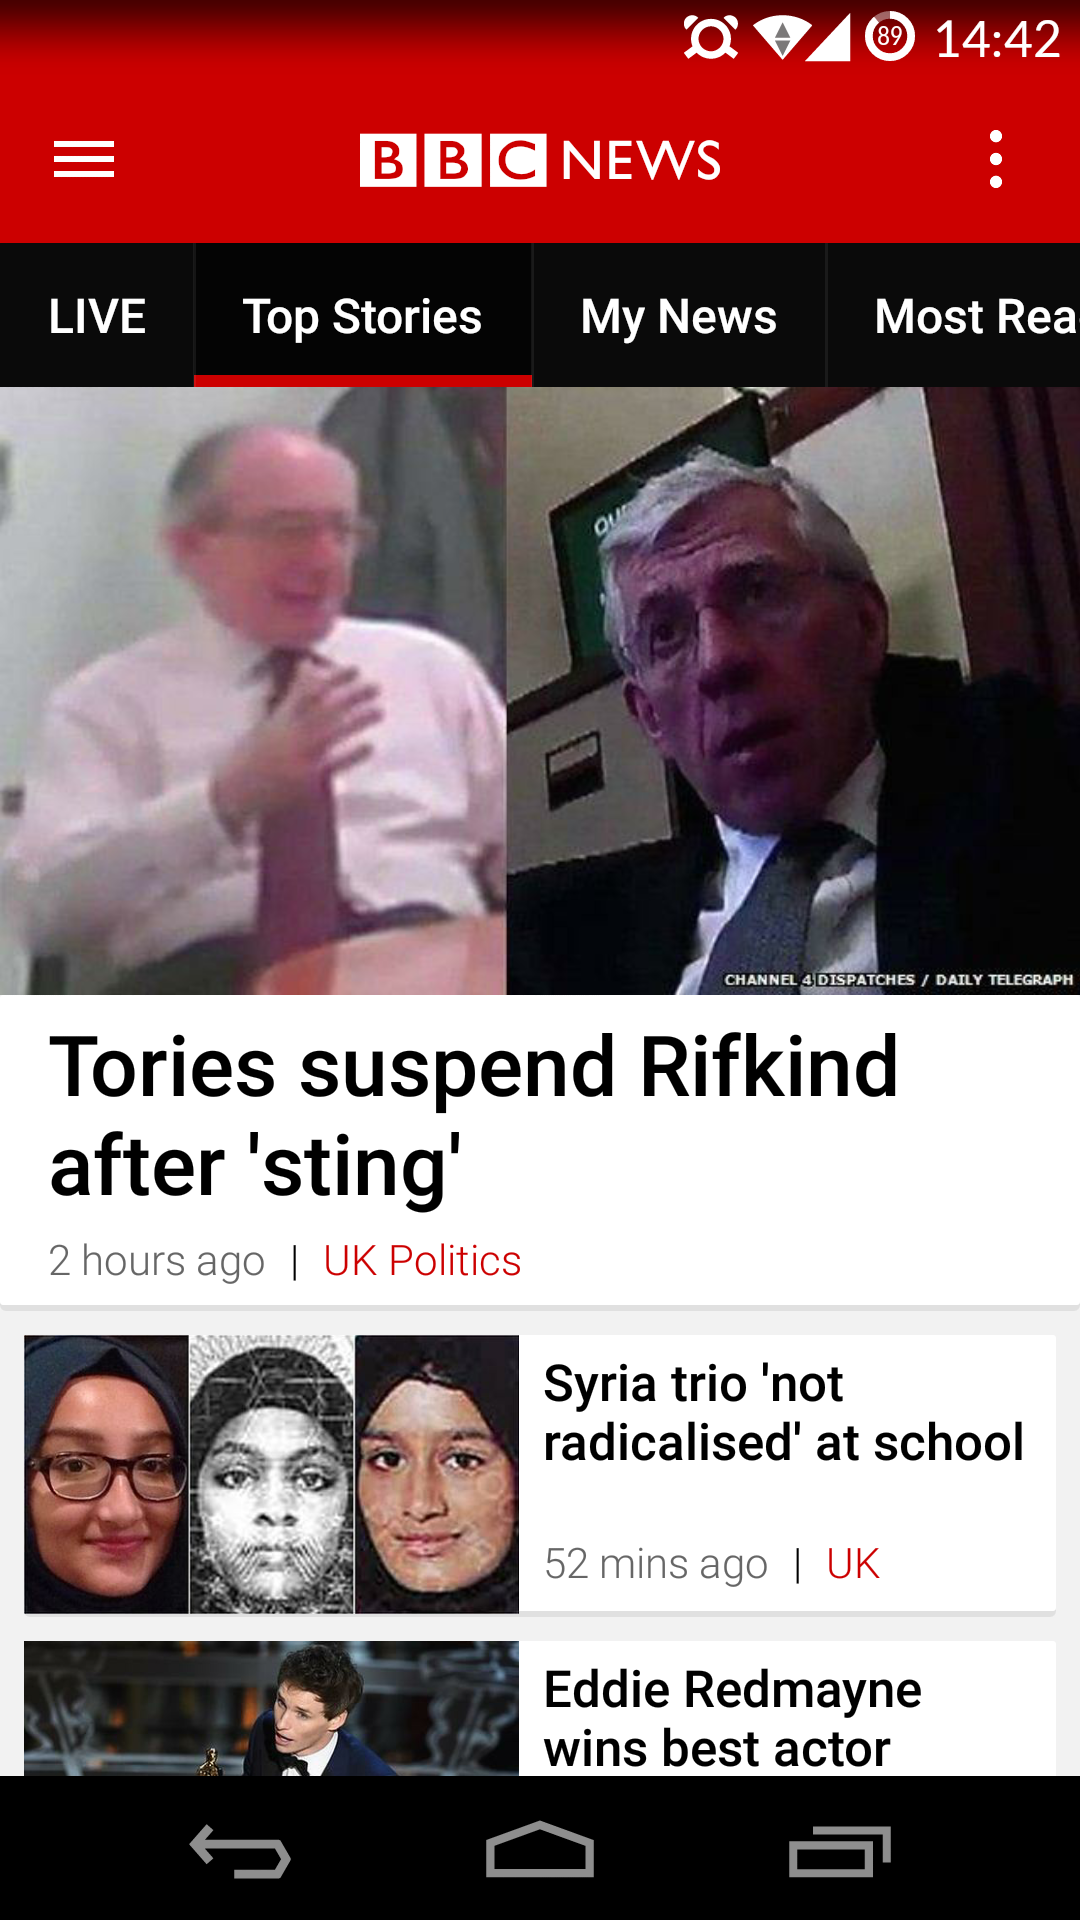 89 14:42
BBC NEWS
LIVE Top Stories My News Most Rea
OU
CHANNEL 4 DISPATCHES / DAILY TELEGRAPH
Tories suspend Rifkind
after 'sting'
2 hours ago | UK Politics
Syria trio 'not
radicalised' at school
52 mins ago | UK
Eddie Redmayne
wins best actor